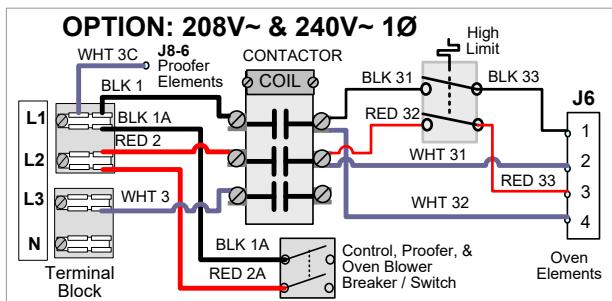 OPTION: 208V~ & 240V~ 1Ø
WHT 3C
J8-6
Proofer
Elements
CONTACTOR
COIL
High
Limit
BLK 1
BLK 31
BLK 33
J6
L1
BLK 1A
RED 32
1
L2
RED 2
WHT 31
2
L3
WHT 3
RED 33
3
WHT 32
4
N
BLK 1A
RED 2A
Terminal
Block
Control, Proofer, &
Oven Blower
Breaker / Switch
Oven
Elements